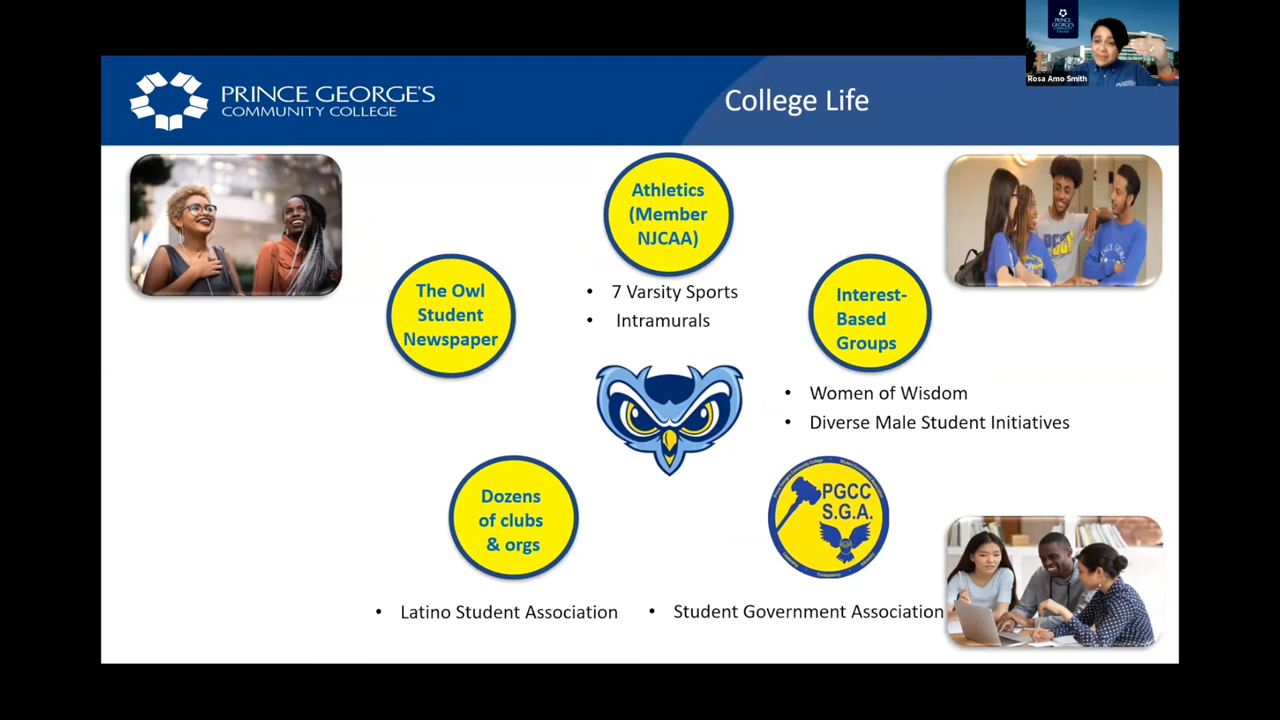 PRINCE
GEORGE'S
Rosa Amo Smith
PRINCE GEORGE'S
COMMUNITY COLLEGE
College Life
Athletics
(Member
NJCAA)
• 7 Varsity Sports
• Intramurals
The Owl
Student
Newspaper
Interest-
Based
Groups
• Women of Wisdom
• Diverse Male Student Initiatives
Dozens
of clubs
& orgs
PGCC
S.G.A.
• Latino Student Association
• Student Government Association